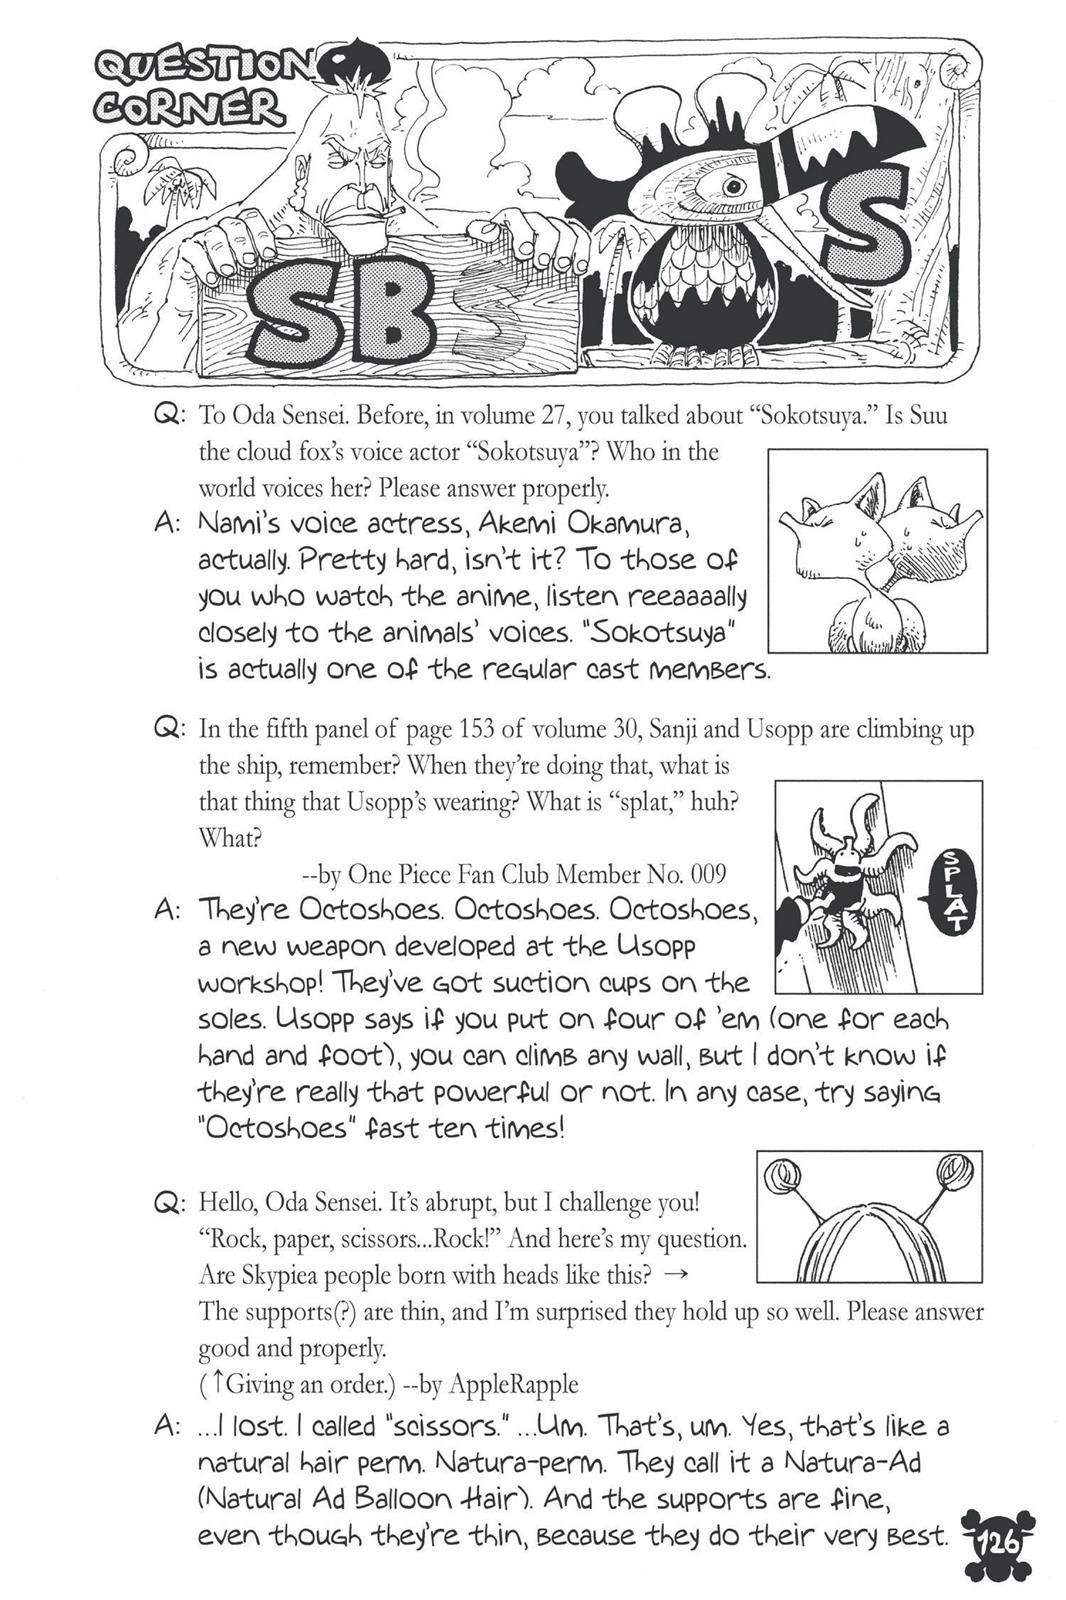 QUESTION
CORNER
SBS
S
Q: To Oda Sensei. Before, in volume 27, you talked about “Sokotsuya.” Is Suu
the cloud fox’s voice actor “Sokotsuya”? Who in the
world voices her? Please answer properly.
A: Nami's voice actress, Akemi Okamura,
actually. Pretty hard, isn't it? To those of
you who watch the anime, listen reeaaaally
closely to the animals' voices. "Sokotsuya"
is actually one of the regular cast members.
Q: In the fifth panel of page 153 of volume 30, Sanji and Usopp are climbing up
the ship, remember? When they’re doing that, what is
that thing that Usopp’s wearing? What is “splat,” huh?
What?
--by One Piece Fan Club Member No. 009
SPLAT
A: They're Octoshoes. Octoshoes. Octoshoes,
a new weapon developed at the Usopp
workshop! They've got suction cups on the
soles. Usopp says if you put on four of 'em (one for each
hand and foot), you can climb any wall, but I don't know if
they're really that powerful or not. In any case, try saying
"Octoshoes" fast ten times!
Q: Hello, Oda Sensei. It’s abrupt, but I challenge you!
“Rock, paper, scissors...Rock!” And here’s my question.
Are Skypiea people born with heads like this? →
The supports(?) are thin, and I’m surprised they hold up so well. Please answer
good and properly.
(↑Giving an order.) --by AppleRapple
A: ...I lost. I called "scissors." ...Um. That's, um. Yes, that's like a
natural hair perm. Natura-perm. They call it a Natura-Ad
(Natural Ad Balloon Hair). And the supports are fine,
even though they're thin, because they do their very best.
126